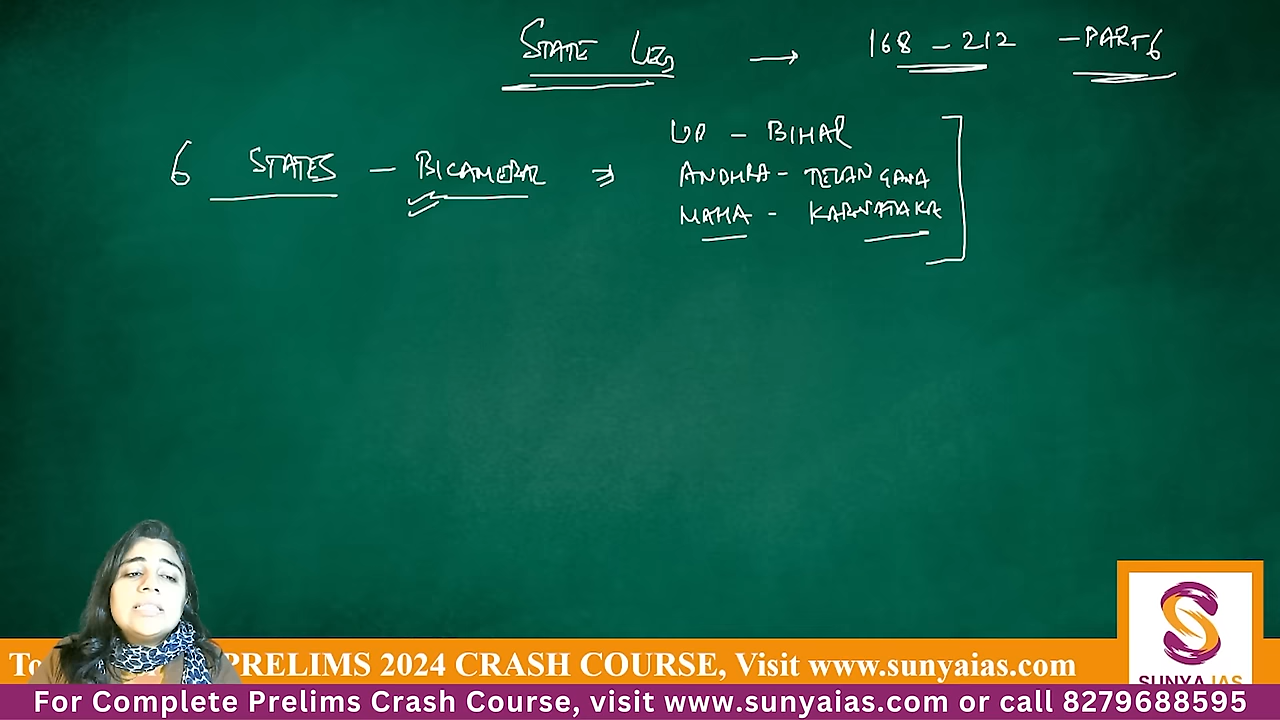 STATE LEG → 168 - 212 - PART 6
6 STATES - BICAMERAL ⇒
UP - BIHAR
ANDHRA - TELANGANA
MAHA - KARNATAKA
To PRELIMS 2024 CRASH COURSE, Visit www.sunyaias.com
SUNYA IAS
For Complete Prelims Crash Course, visit www.sunyaias.com or call 8279688595